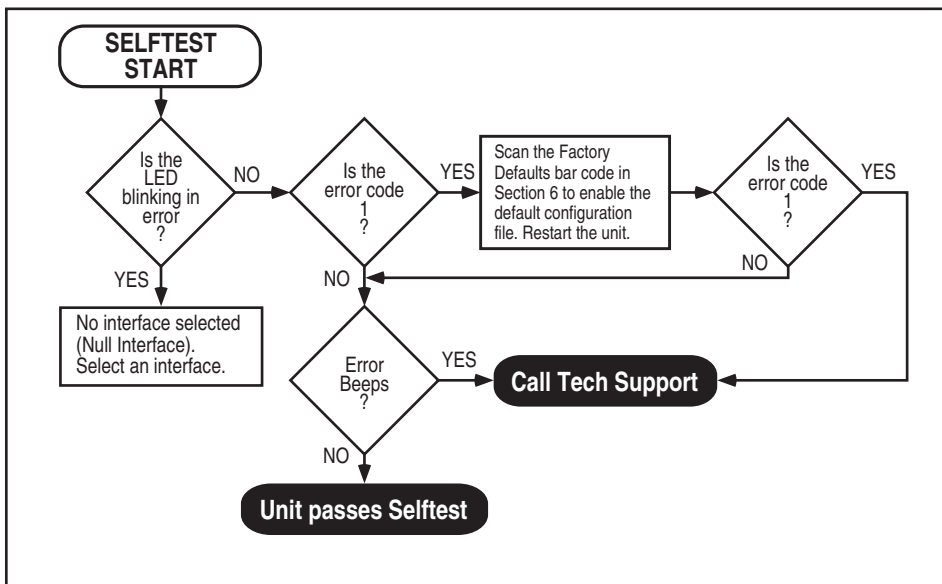 SELFTEST
START
Is the
LED
blinking in
error
?
NO
YES
No interface selected
(Null Interface).
Select an interface.
Is the
error code
1
?
YES
NO
Scan the Factory
Defaults bar code in
Section 6 to enable the
default configuration
file. Restart the unit.
Is the
error code
1
?
YES
NO
Error
Beeps
?
YES
NO
Call Tech Support
Unit passes Selftest